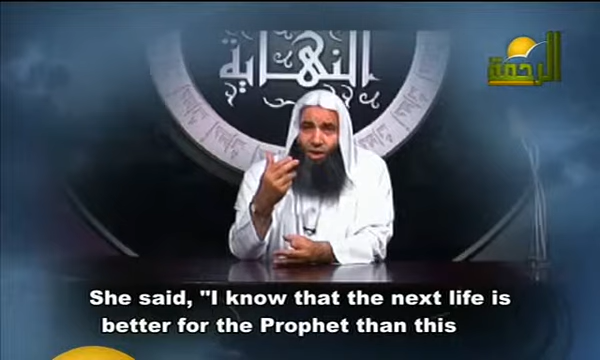 النهاية
الرحمة
She said, "I know that the next life is
better for the Prophet than this